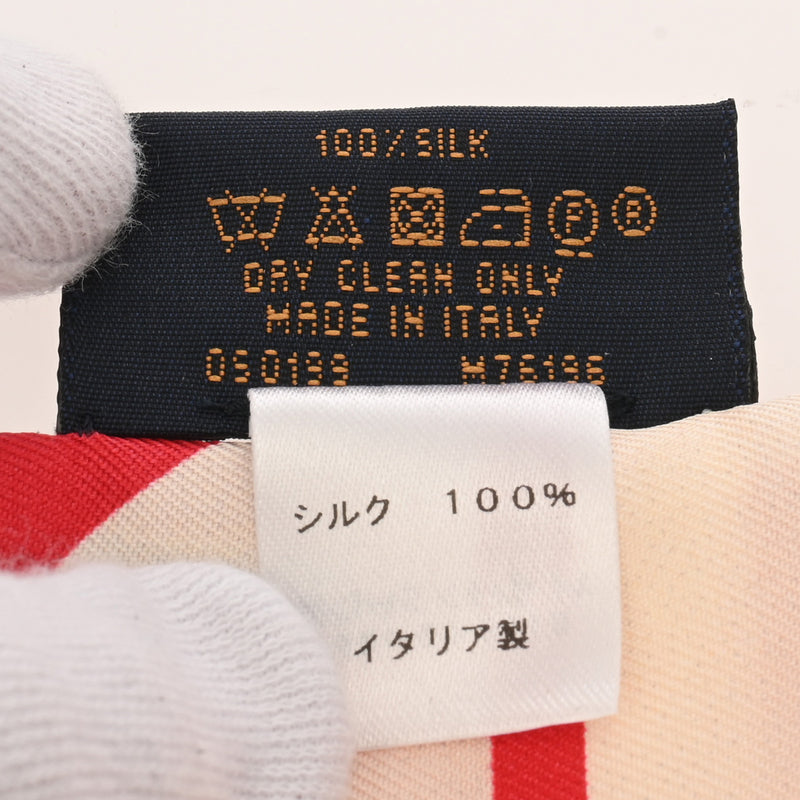 100% SILK
P R
DRY CLEAN ONLY
MADE IN ITALY
050199 M76196
シルク 100%
イタリア製